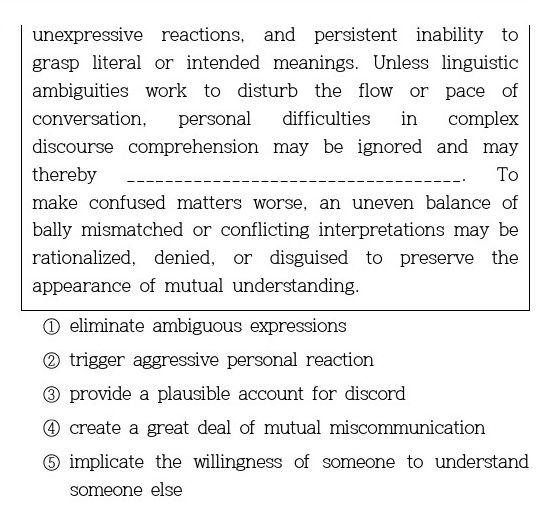 unexpressive reactions, and persistent inability to
grasp literal or intended meanings. Unless linguistic
ambiguities work to disturb the flow or pace of
conversation, personal difficulties in complex
discourse comprehension may be ignored and may
thereby ___________________________________. To
make confused matters worse, an uneven balance of
bally mismatched or conflicting interpretations may be
rationalized, denied, or disguised to preserve the
appearance of mutual understanding.
① eliminate ambiguous expressions
② trigger aggressive personal reaction
③ provide a plausible account for discord
④ create a great deal of mutual miscommunication
⑤ implicate the willingness of someone to understand
someone else